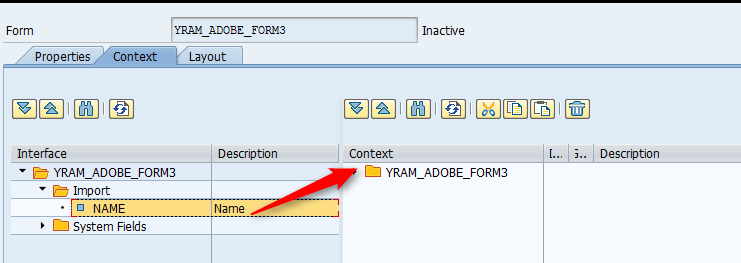 Form YRAM_ADOBE_FORM3 Inactive
Properties Context Layout
Interface Description Context I... S.. Description
YRAM_ADOBE_FORM3 YRAM_ADOBE_FORM3
Import
NAME Name
System Fields